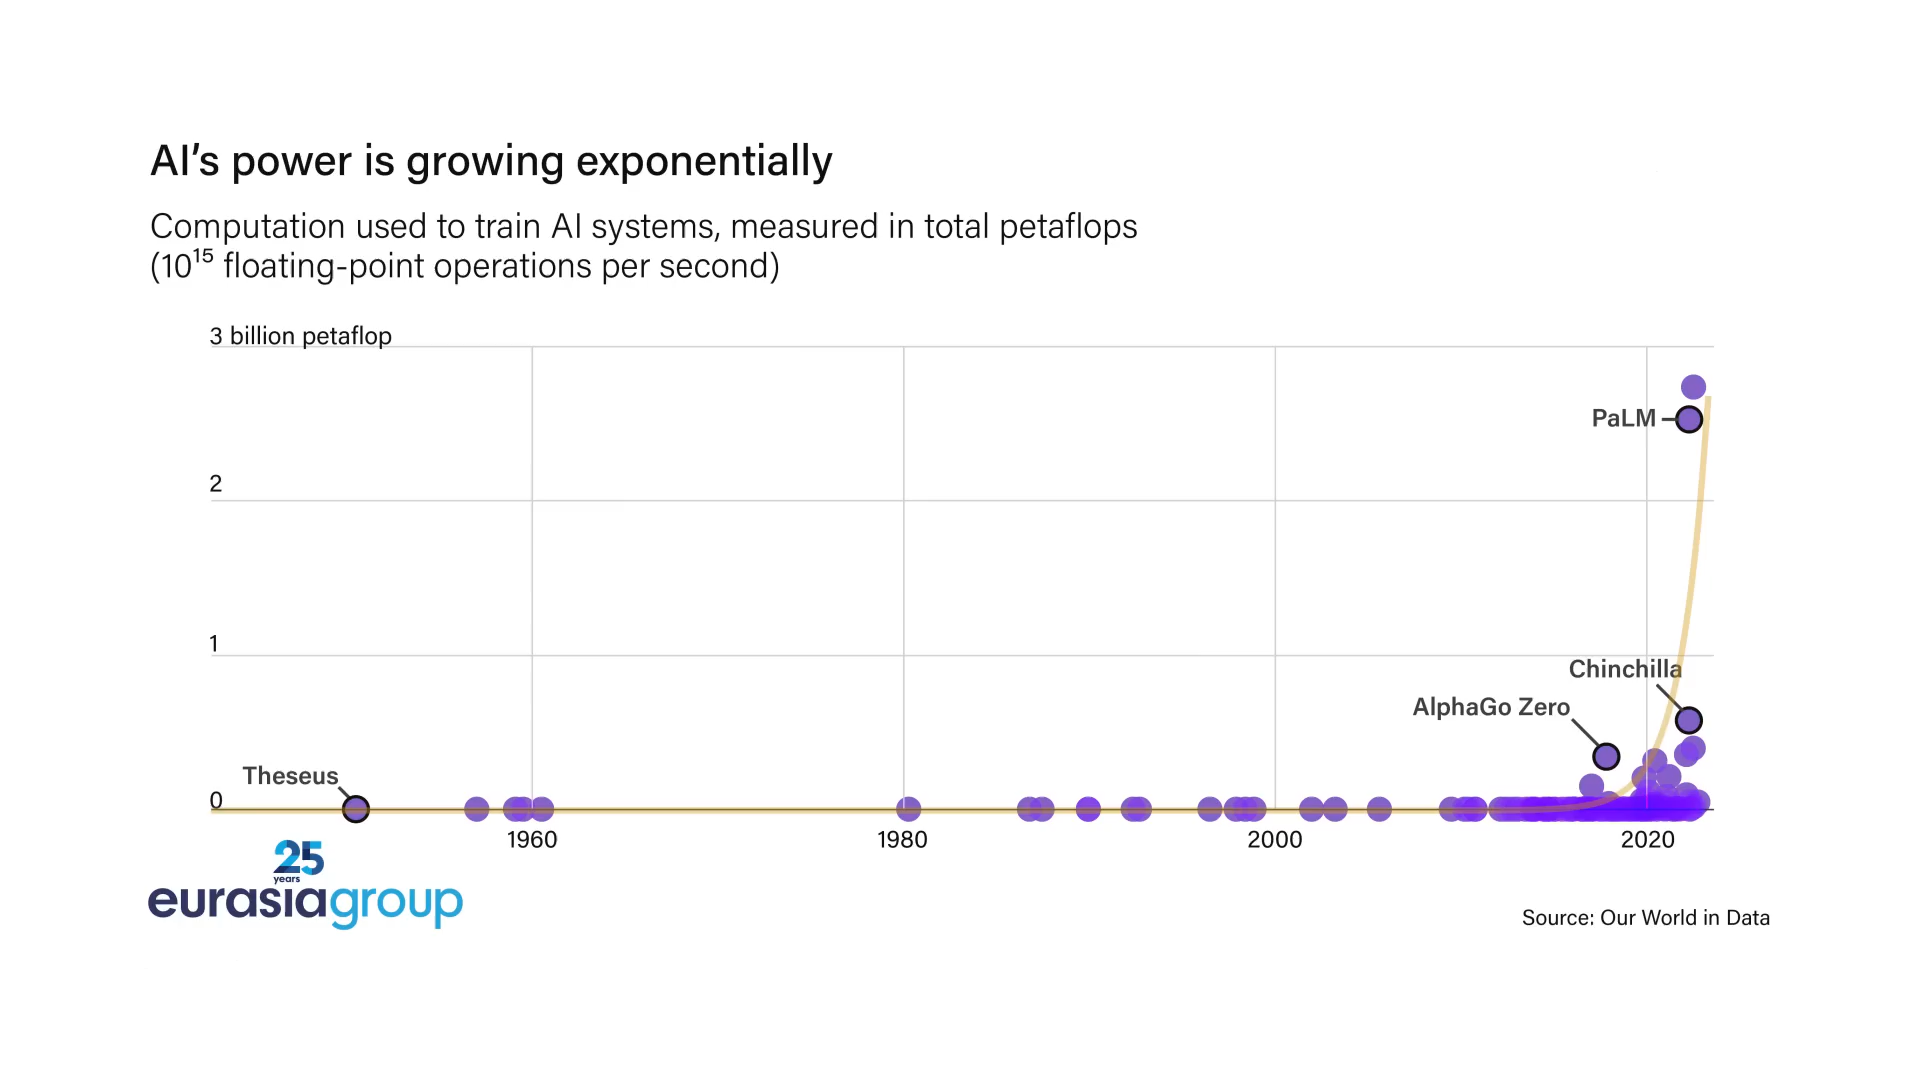 AI’s power is growing exponentially
Computation used to train AI systems, measured in total petaflops
(10¹⁵ floating-point operations per second)
3 billion petaflop
PaLM
2
1
Chinchilla
AlphaGo Zero
Theseus
0
1960
1980
2000
2020
25
years
eurasiagroup
Source: Our World in Data